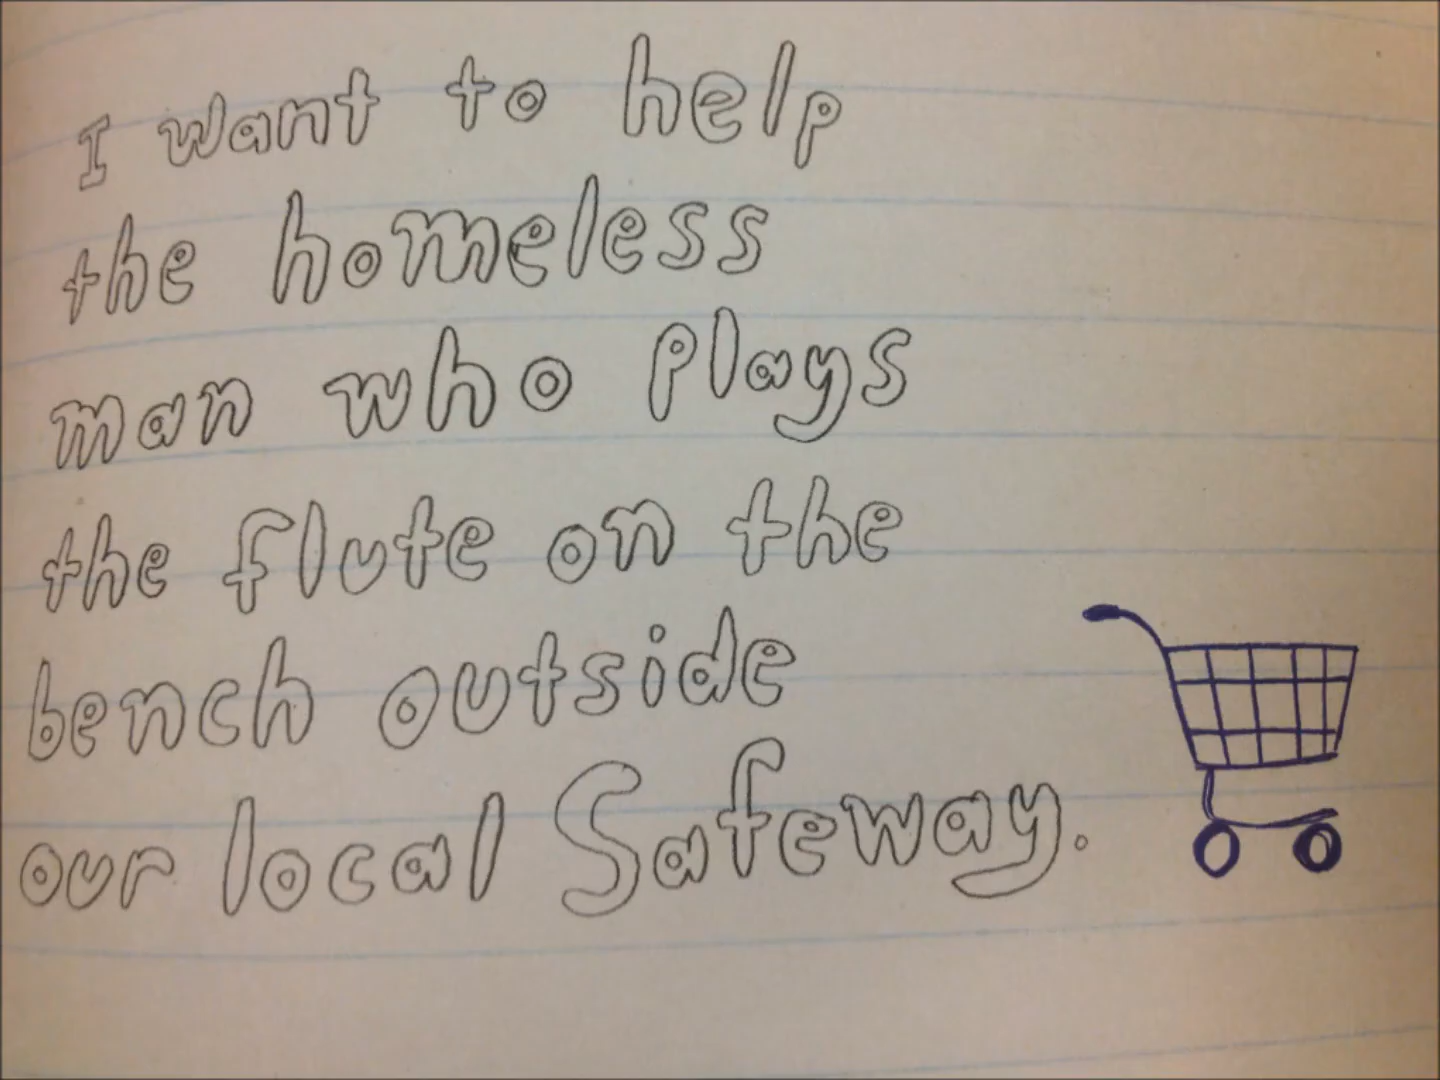 I want to help
the homeless
man who plays
the flute on the
bench outside
our local Safeway.